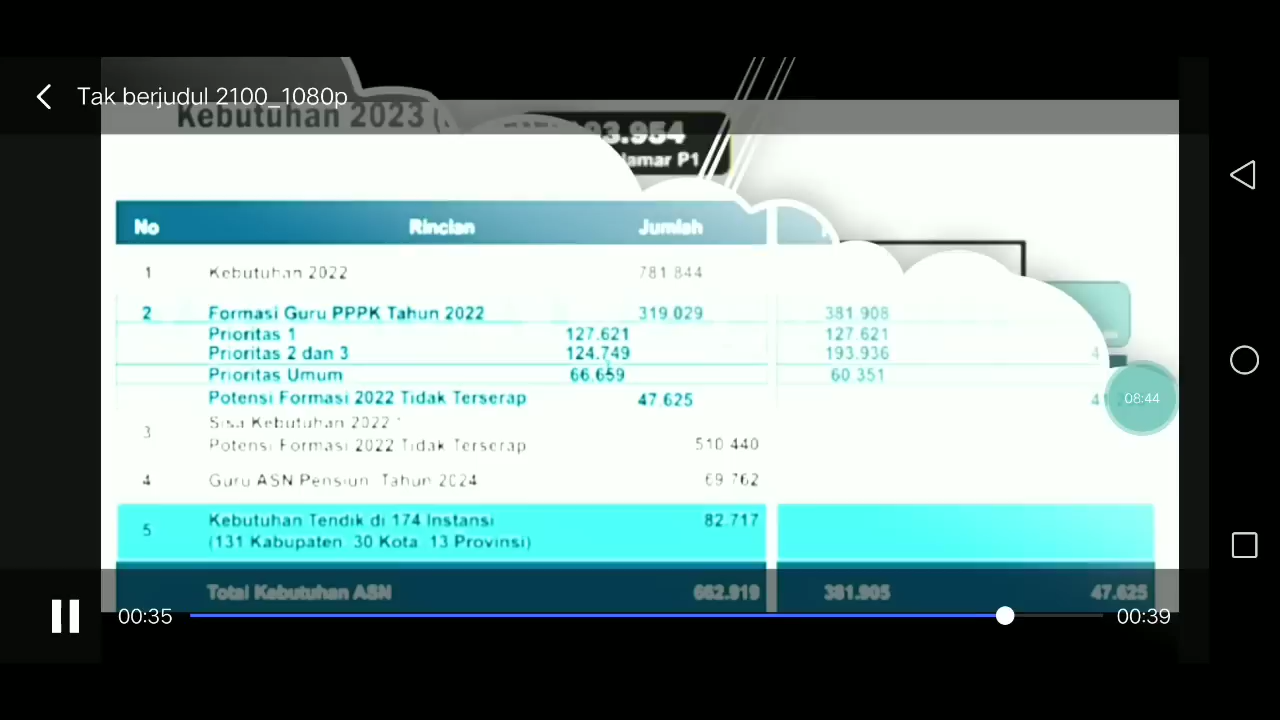 Tak berjudul 2100_1080p
Kebutuhan 2023 (
93.954
lamar P1
No Rincian Jumlah
1 Kebutuhan 2022 781 844
2 Formasi Guru PPPK Tahun 2022 319 029 381 908
Prioritas 1 127.621 127 621
Prioritas 2 dan 3 124.749 193 936 4
Prioritas Umum 66.659 60 351
Potensi Formasi 2022 Tidak Terserap 47 625 4
08:44
3 Sisa Kebutuhan 2022
Potensi Formasi 2022 Tidak Terserap 510 440
4 Guru ASN Pensiun Tahun 2024 69 762
5 Kebutuhan Tendik di 174 Instansi 82.717
(131 Kabupaten 30 Kota 13 Provinsi)
Total Kebutuhan ASN 662.919 381.905 47.625
00:35 00:39